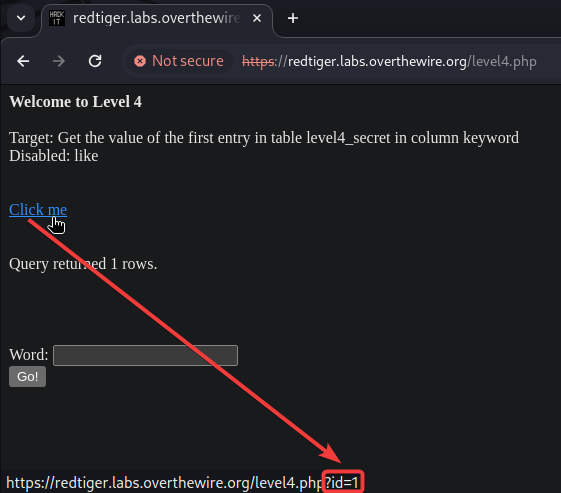 HACK
IT
redtiger.labs.overthewire
Not secure
https://redtiger.labs.overthewire.org/level4.php
Welcome to Level 4
Target: Get the value of the first entry in table level4_secret in column keyword
Disabled: like
Click me
Query returned 1 rows.
Word:
Go!
https://redtiger.labs.overthewire.org/level4.php?id=1